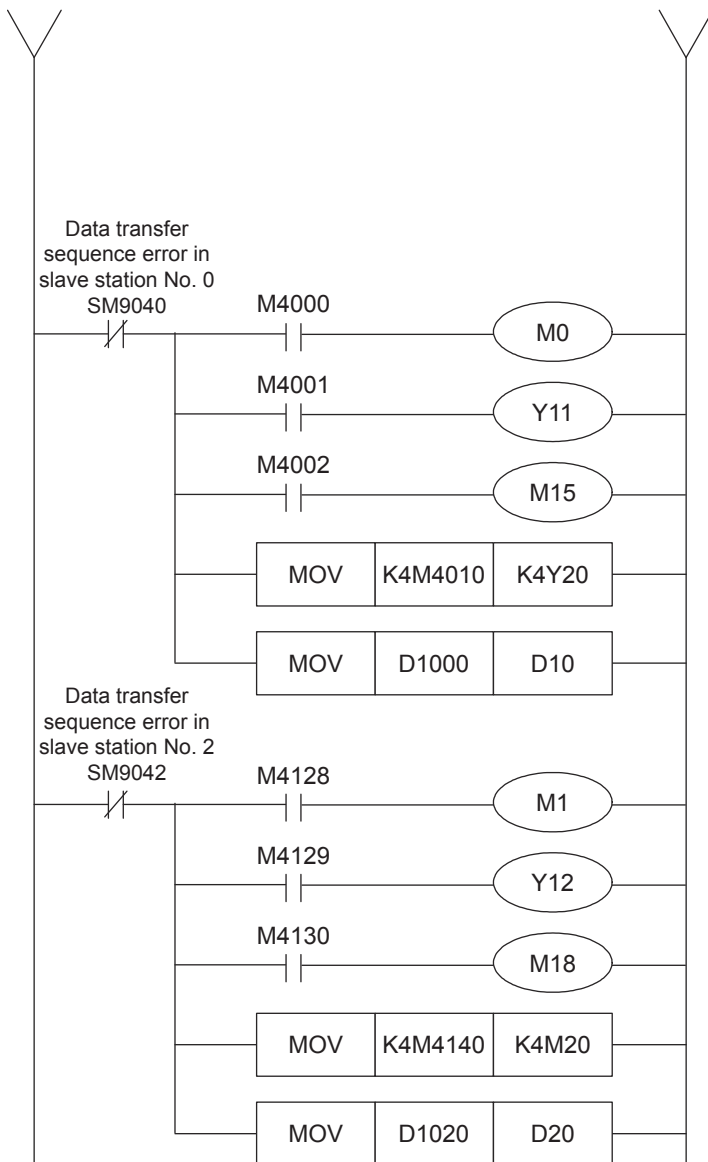 Data transfer
sequence error in
slave station No. 0
SM9040
M4000
M0
M4001
Y11
M4002
M15
MOV K4M4010 K4Y20
MOV D1000 D10
Data transfer
sequence error in
slave station No. 2
SM9042
M4128
M1
M4129
Y12
M4130
M18
MOV K4M4140 K4M20
MOV D1020 D20